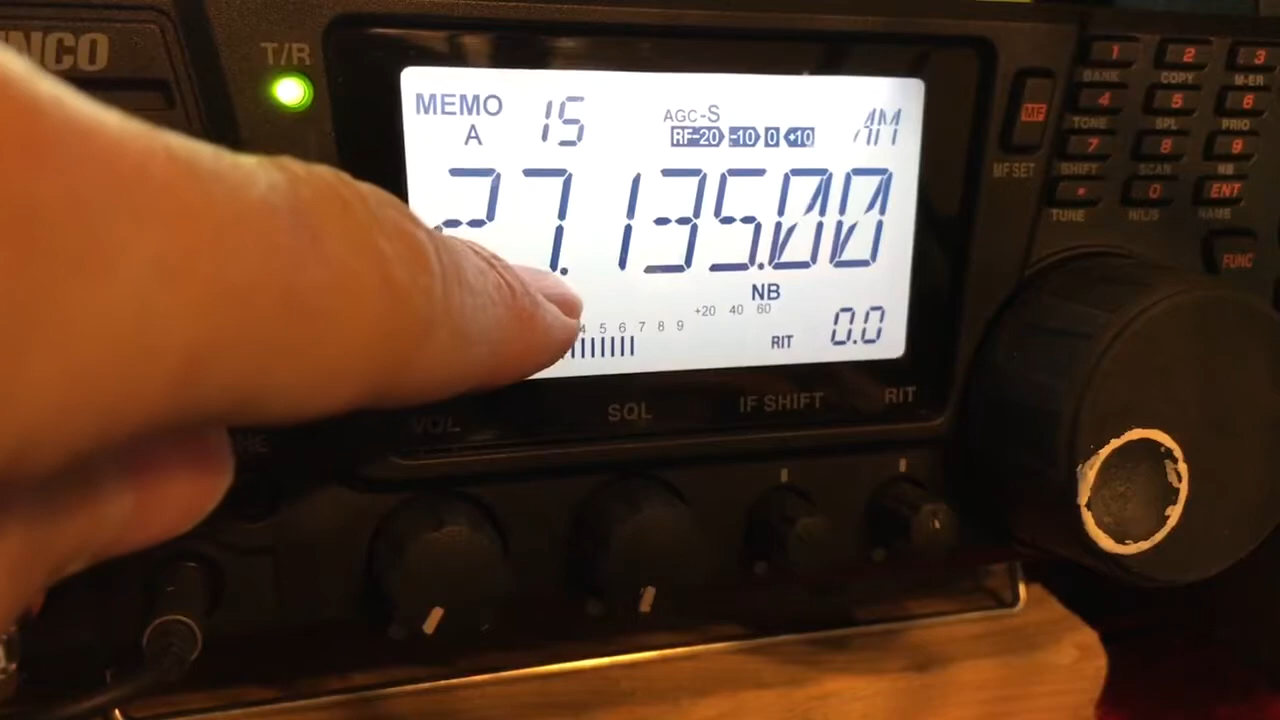 T/R
MEMO 15 AGC-S AM
A RF-20 -10 0 +10
27.135.00
NB
4 5 6 7 8 9 +20 40 60
RIT 0.0
VOL SQL IF SHIFT RIT
MF
MF SET
1 2 3
BANK COPY M-ER
4 5 6
TONE SPL PRIO
7 8 9
SHIFT SCAN NB
0 ENT
TUNE H/L/S NAME
FUNC